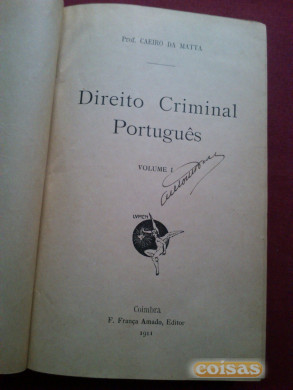 Prof. CAEIRO DA MATTA
Direito Criminal
Português
VOLUME I
Coimbra
F. França Amado, Editor
1911
coisas